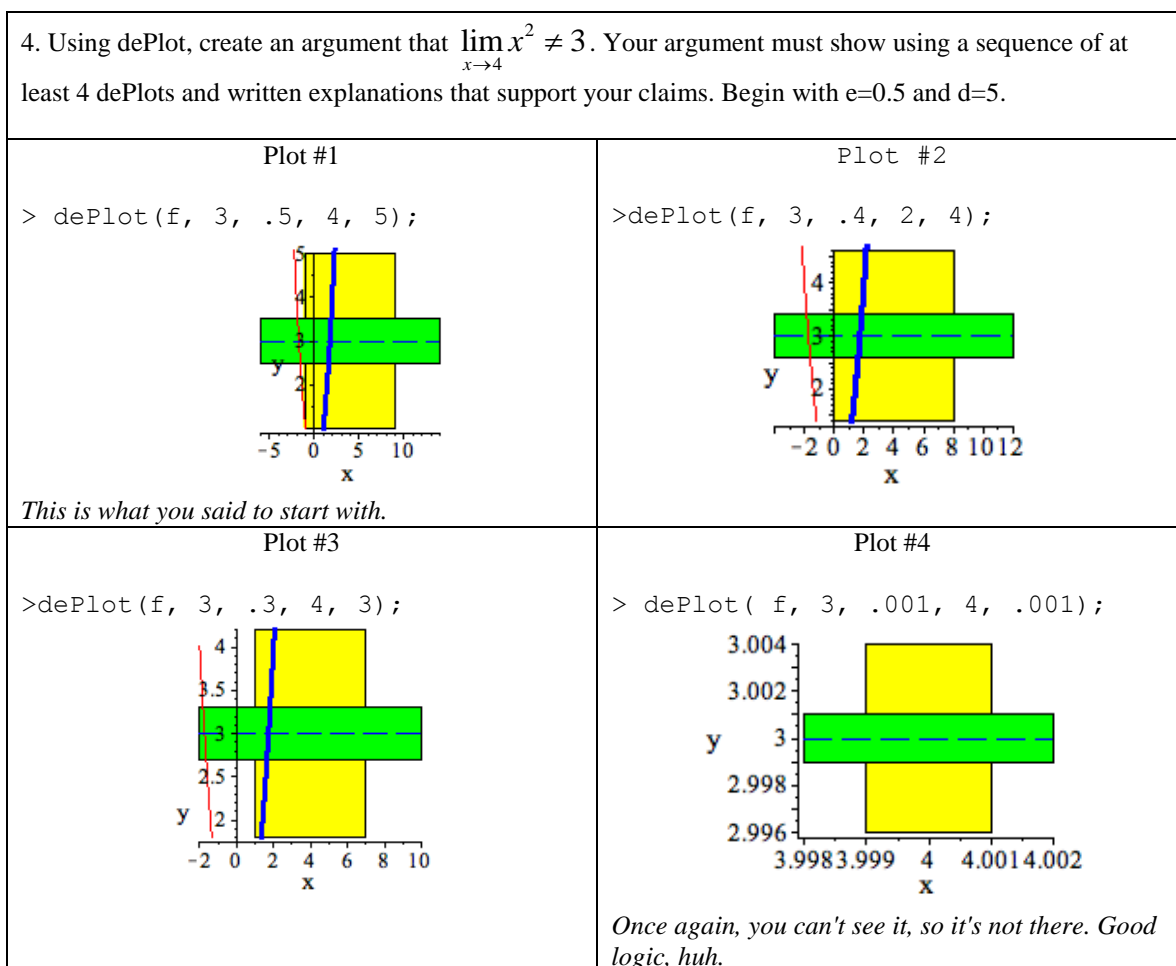 4. Using dePlot, create an argument that lim x→4 x² ≠ 3. Your argument must show using a sequence of at
least 4 dePlots and written explanations that support your claims. Begin with e=0.5 and d=5.
Plot #1
> dePlot(f, 3, .5, 4, 5);
5
4
3
y
2
-5 0 5 10
x
This is what you said to start with.
Plot #2
>dePlot(f, 3, .4, 2, 4);
4
3
y
2
-2 0 2 4 6 8 10 12
x
Plot #3
>dePlot(f, 3, .3, 4, 3);
4
3.5
3
2.5
y
2
-2 0 2 4 6 8 10
x
Plot #4
> dePlot( f, 3, .001, 4, .001);
3.004
3.002
y
3
2.998
2.996
3.998 3.999 4 4.001 4.002
x
Once again, you can't see it, so it's not there. Good
logic, huh.